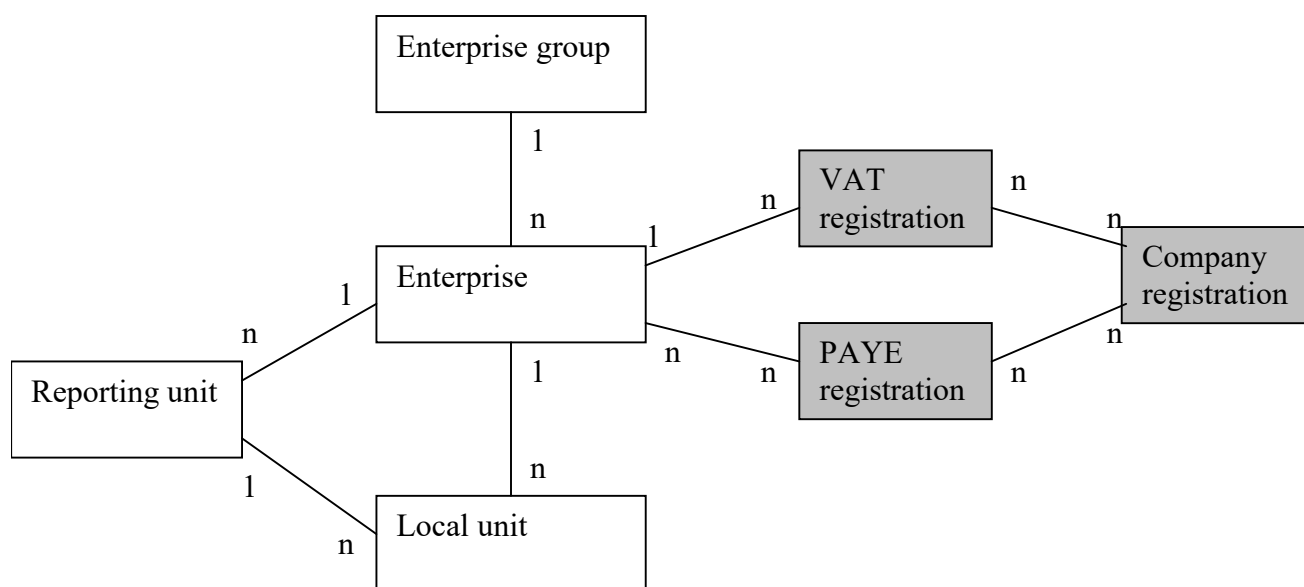 Enterprise group
1
n
VAT
registration
n
n
n
Company
registration
1
Enterprise
1
n
n
n
PAYE
registration
n
n
Reporting unit
1
1
n
n
Local unit